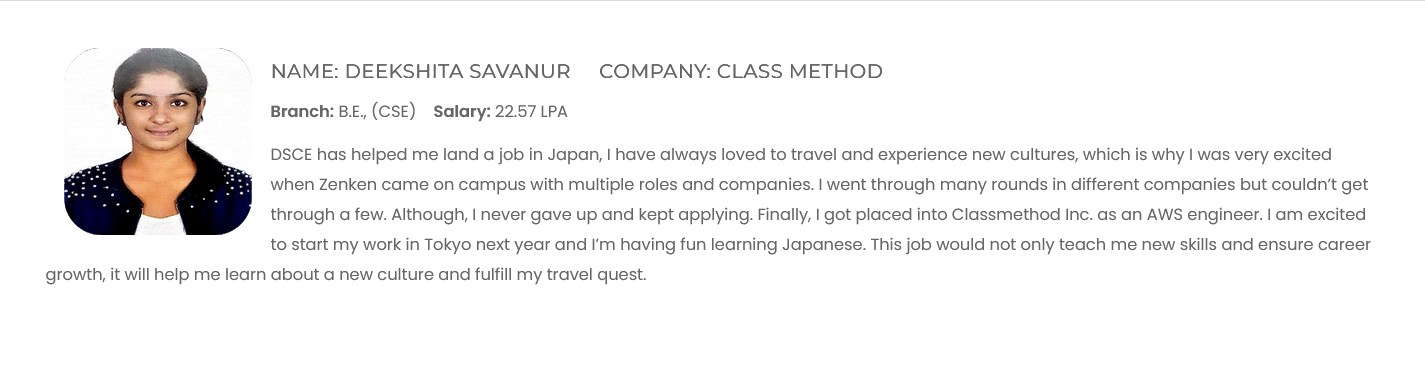 NAME: DEEKSHITA SAVANUR COMPANY: CLASS METHOD
Branch: B.E., (CSE) Salary: 22.57 LPA
DSCE has helped me land a job in Japan, I have always loved to travel and experience new cultures, which is why I was very excited
when Zenken came on campus with multiple roles and companies. I went through many rounds in different companies but couldn’t get
through a few. Although, I never gave up and kept applying. Finally, I got placed into Classmethod Inc. as an AWS engineer. I am excited
to start my work in Tokyo next year and I’m having fun learning Japanese. This job would not only teach me new skills and ensure career
growth, it will help me learn about a new culture and fulfill my travel quest.